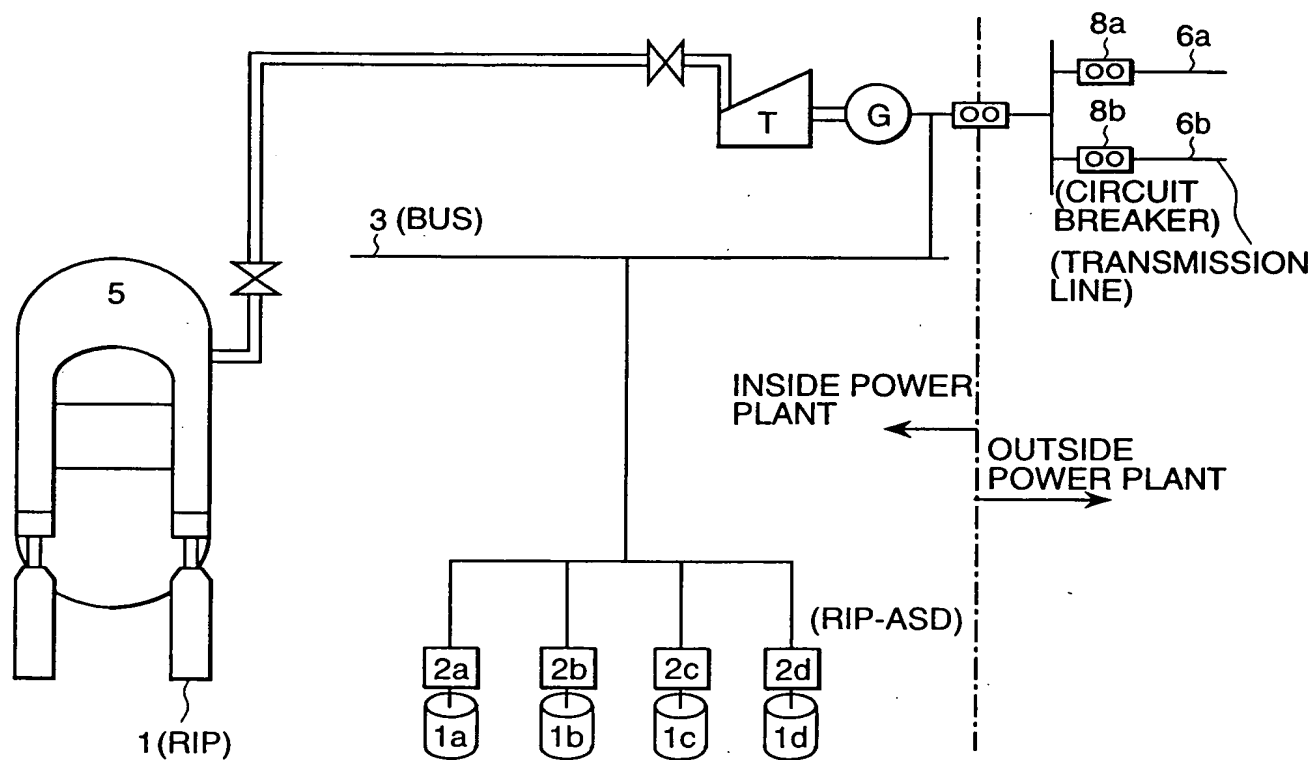 8a
6a
T
G
8b
6b
(CIRCUIT
BREAKER)
3 (BUS)
(TRANSMISSION
LINE)
5
INSIDE POWER
PLANT
OUTSIDE
POWER PLANT
(RIP-ASD)
2a
2b
2c
2d
1a
1b
1c
1d
1 (RIP)